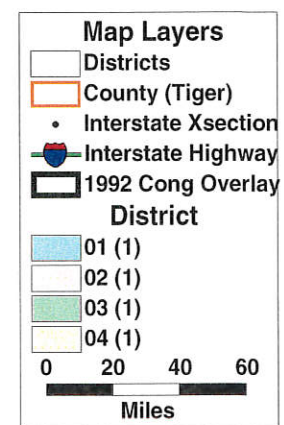 Map Layers
Districts
County (Tiger)
Interstate Xsection
Interstate Highway
1992 Cong Overlay
District
01 (1)
02 (1)
03 (1)
04 (1)
0 20 40 60
Miles